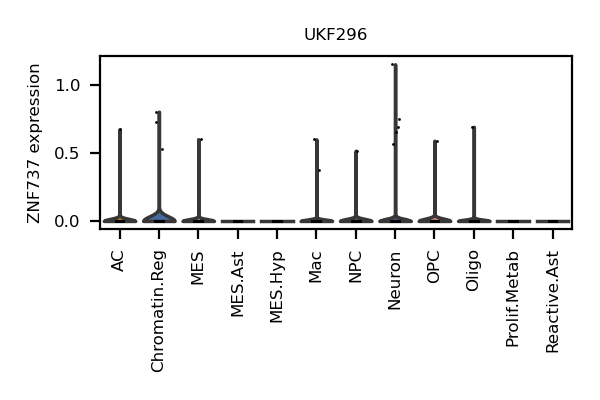 UKF296
ZNF737 expression
1.0
0.5
0.0
AC
Chromatin.Reg
MES
MES.Ast
MES.Hyp
Mac
NPC
Neuron
OPC
Oligo
Prolif.Metab
Reactive.Ast